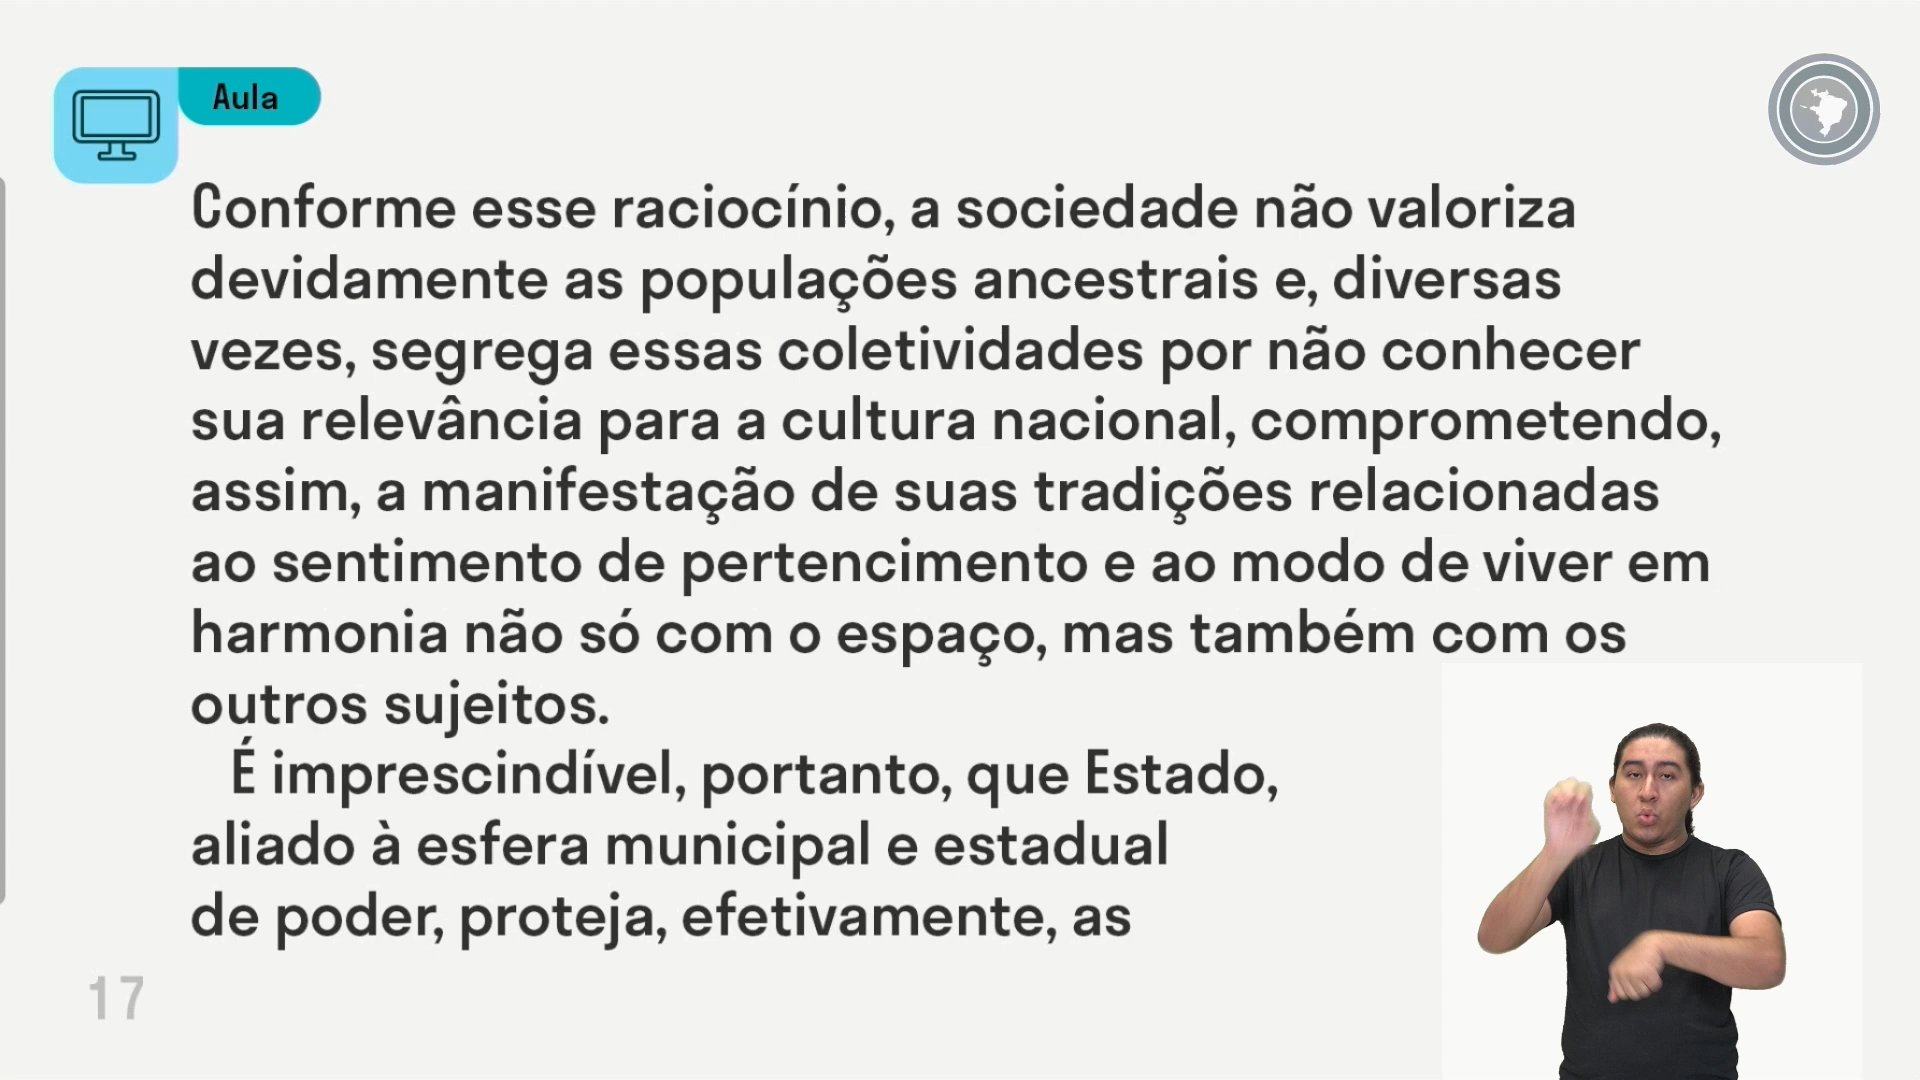 Aula
Conforme esse raciocínio, a sociedade não valoriza
devidamente as populações ancestrais e, diversas
vezes, segrega essas coletividades por não conhecer
sua relevância para a cultura nacional, comprometendo,
assim, a manifestação de suas tradições relacionadas
ao sentimento de pertencimento e ao modo de viver em
harmonia não só com o espaço, mas também com os
outros sujeitos.
É imprescindível, portanto, que Estado,
aliado à esfera municipal e estadual
de poder, proteja, efetivamente, as
17